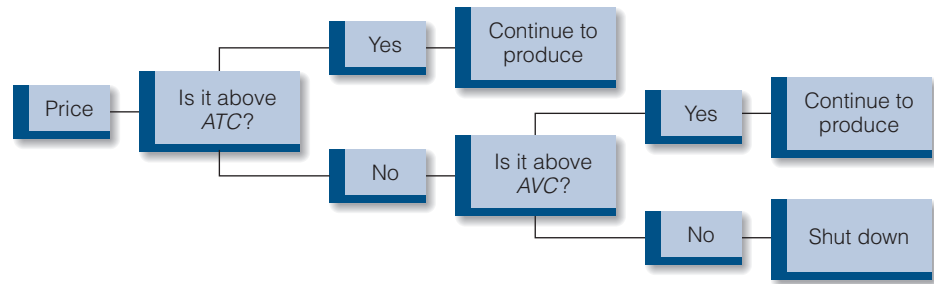 Price
Is it above
ATC?
Yes
Continue to
produce
No
Is it above
AVC?
Yes
Continue to
produce
No
Shut down